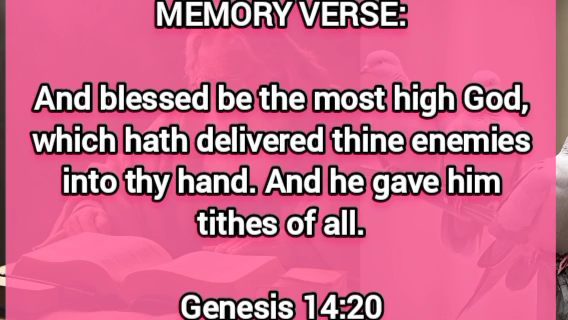 MEMORY VERSE:
And blessed be the most high God,
which hath delivered thine enemies
into thy hand. And he gave him
tithes of all.
Genesis 14:20